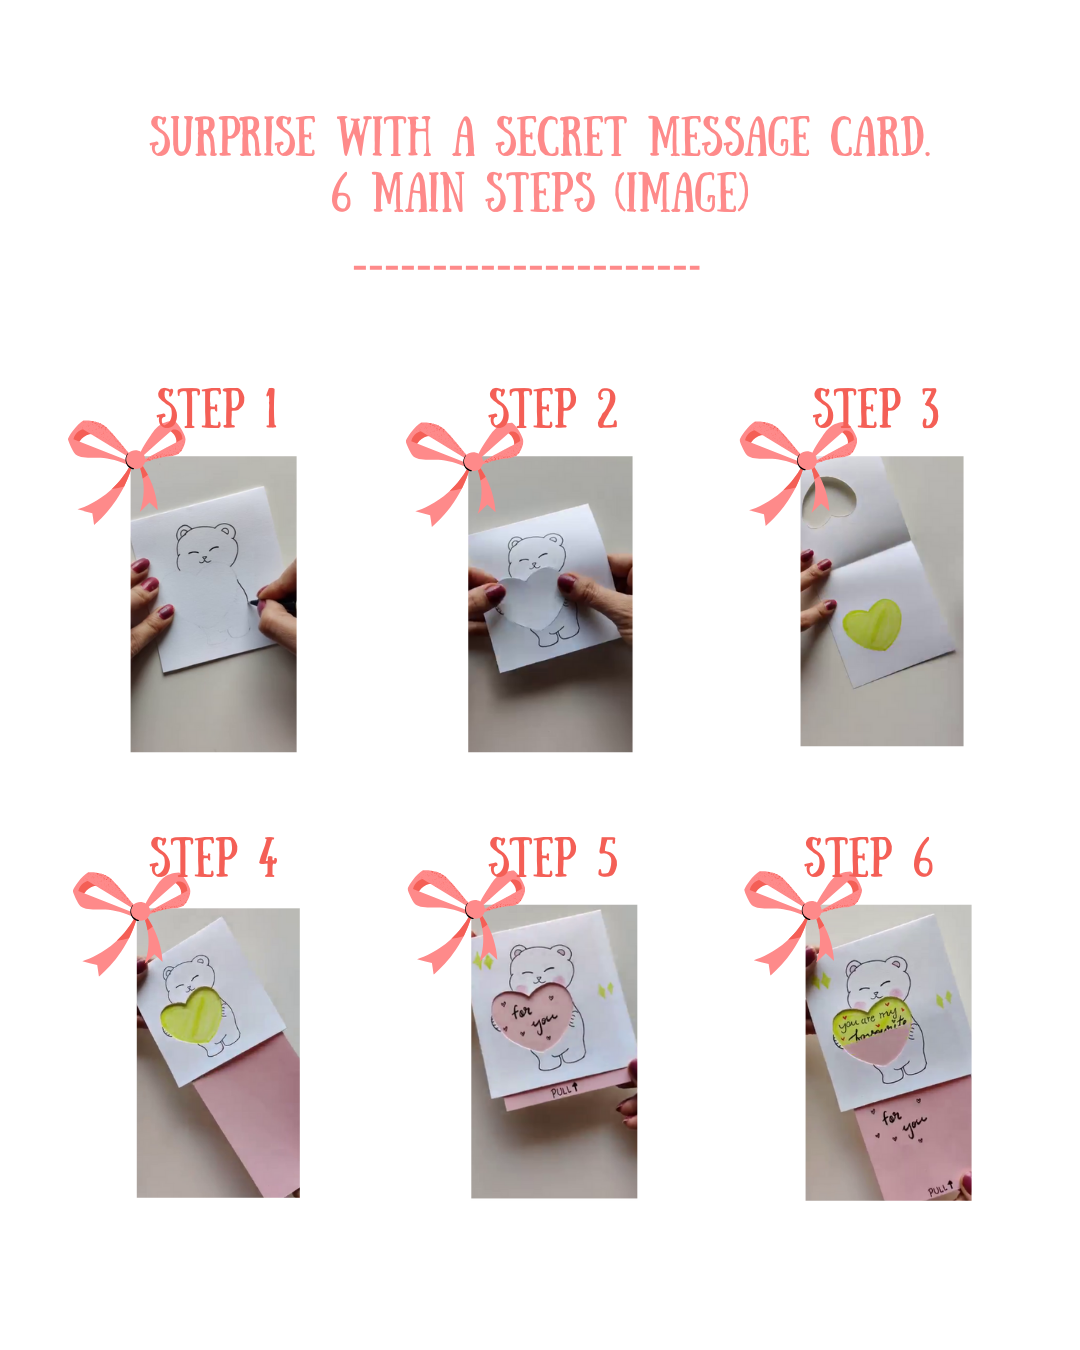 SURPRISE WITH A SECRET MESSAGE CARD.
6 MAIN STEPS (IMAGE)
STEP 1
STEP 2
STEP 3
STEP 4
STEP 5
STEP 6
for
you
PULL↑
you are my
for
you
PULL↑